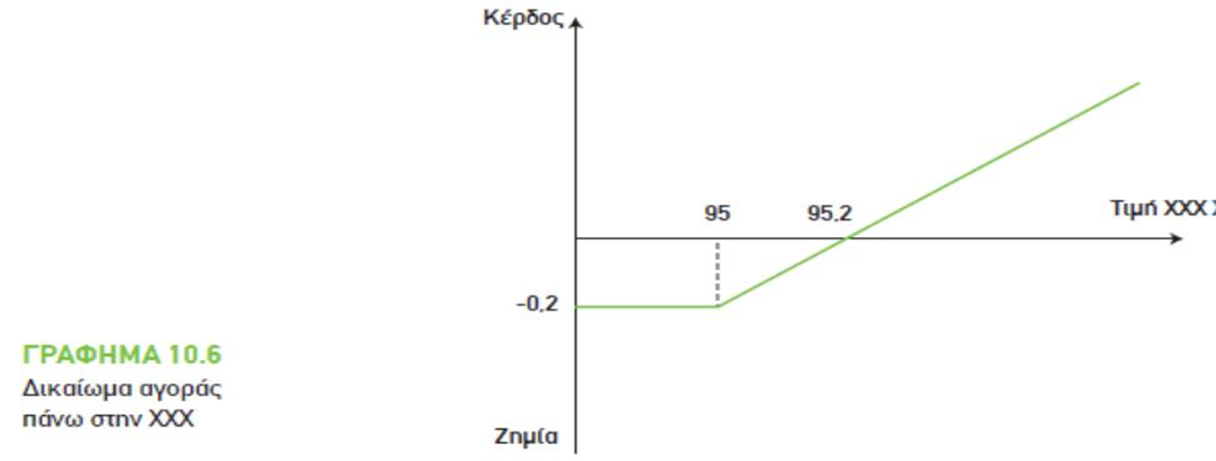 Κέρδος
95
95,2
Τιμή XXX
-0,2
ΓΡΑΦΗΜΑ 10.6
Δικαίωμα αγοράς
πάνω στην XXX
Ζημία